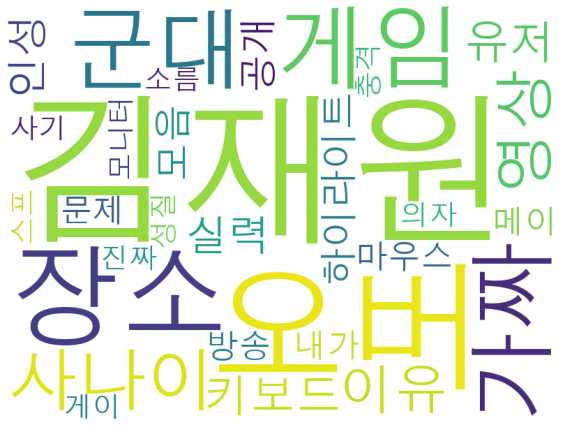 인성
군대
게임
유저
소름
공개
충격
사기
모니터
모음
김재원
하이라이트
영상
스프
문제
성질
실력
의자
메이
진짜
마우스
장소
오버
가짜
방송
내가
사나이
키보드
이유
게이